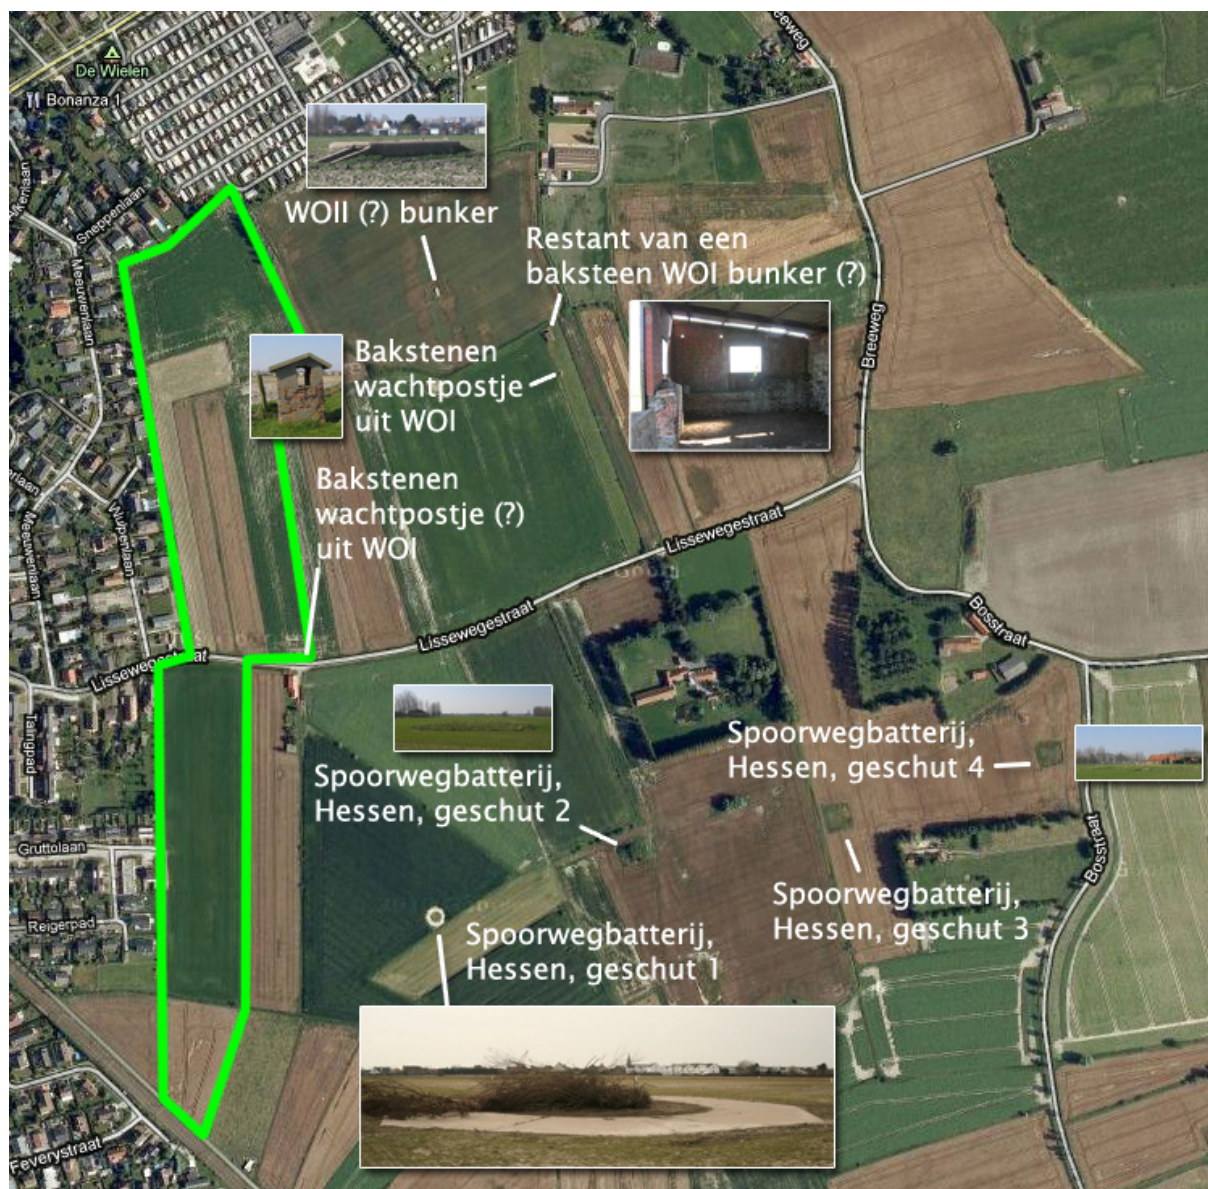 Breeweg
De Wielen
Bonanza 1
Sneppenlaan
Meeuwenlaan
WOII (?) bunker
Restant van een
baksteen WOI bunker (?)
Breeweg
Bakstenen
wachtpostje
uit WOI
Bakstenen
wachtpostje (?)
uit WOI
Meeuwenlaan
Wulpenlaan
Lissewegestraat
Lissewegestraat
Lissewegestraat
Bosstraat
Spoorwegbatterij,
Hessen, geschut 4
Spoorwegbatterij,
Hessen, geschut 2
Gruttolaan
Bosstraat
Reigerpad
Spoorwegbatterij,
Hessen, geschut 3
Spoorwegbatterij,
Hessen, geschut 1
Feverystraat